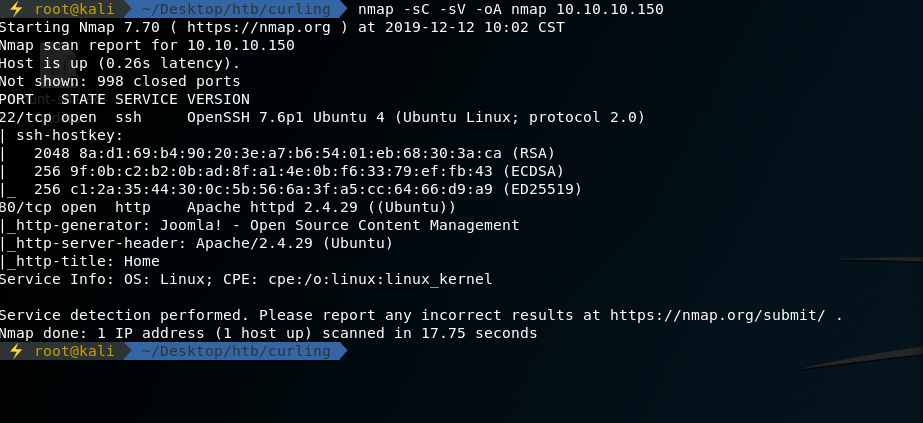 ⚡ root@kali ~/Desktop/htb/curling nmap -sC -sV -oA nmap 10.10.10.150
Starting Nmap 7.70 ( https://nmap.org ) at 2019-12-12 10:02 CST
Nmap scan report for 10.10.10.150
Host is up (0.26s latency).
Not shown: 998 closed ports
PORT   STATE SERVICE VERSION
22/tcp open  ssh     OpenSSH 7.6p1 Ubuntu 4 (Ubuntu Linux; protocol 2.0)
| ssh-hostkey:
|   2048 8a:d1:69:b4:90:20:3e:a7:b6:54:01:eb:68:30:3a:ca (RSA)
|   256 9f:0b:c2:b2:0b:ad:8f:a1:4e:0b:f6:33:79:ef:fb:43 (ECDSA)
|_  256 c1:2a:35:44:30:0c:5b:56:6a:3f:a5:cc:64:66:d9:a9 (ED25519)
80/tcp open  http    Apache httpd 2.4.29 ((Ubuntu))
|_http-generator: Joomla! - Open Source Content Management
|_http-server-header: Apache/2.4.29 (Ubuntu)
|_http-title: Home
Service Info: OS: Linux; CPE: cpe:/o:linux:linux_kernel

Service detection performed. Please report any incorrect results at https://nmap.org/submit/ .
Nmap done: 1 IP address (1 host up) scanned in 17.75 seconds
⚡ root@kali ~/Desktop/htb/curling